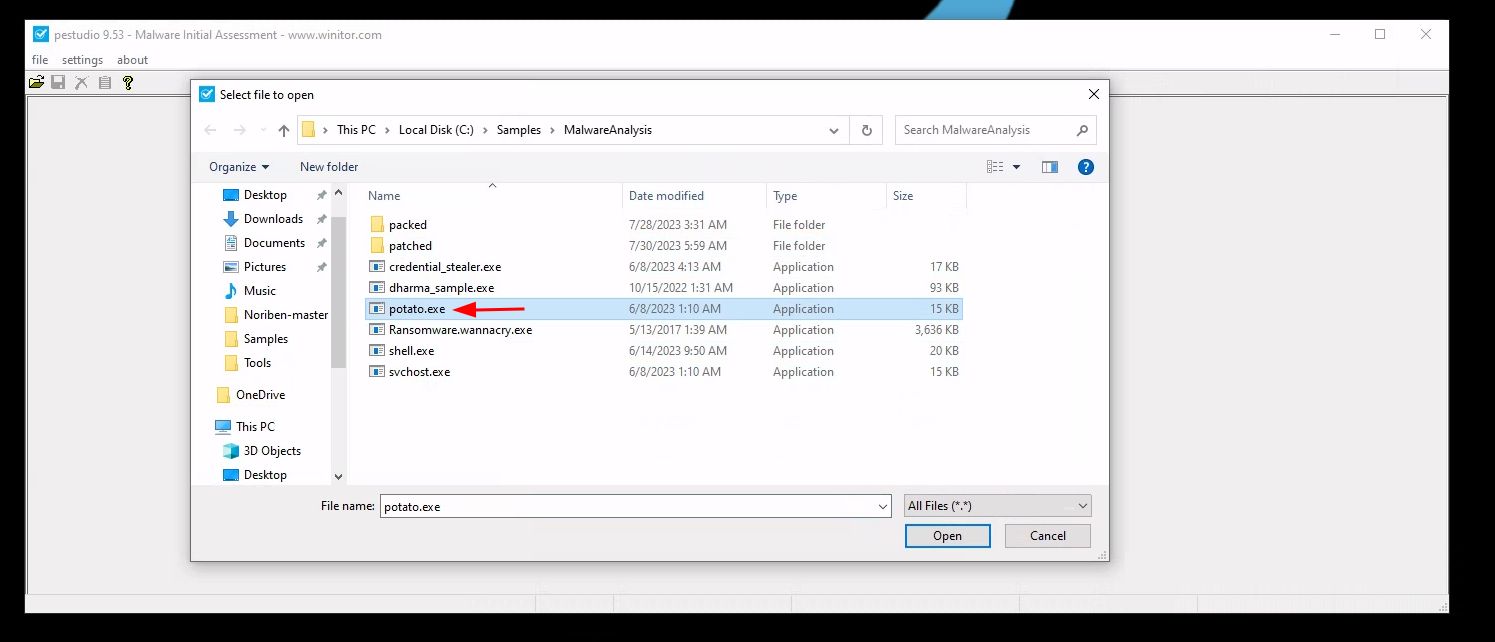 pestudio 9.53 - Malware Initial Assessment - www.winitor.com
file settings about
Select file to open
This PC > Local Disk (C:) > Samples > MalwareAnalysis
Search MalwareAnalysis
Organize New folder
Name Date modified Type Size
Desktop
Downloads
Documents
Pictures
Music
Noriben-master
Samples
Tools
OneDrive
This PC
3D Objects
Desktop
packed 7/28/2023 3:31 AM File folder
patched 7/30/2023 5:59 AM File folder
credential_stealer.exe 6/8/2023 4:13 AM Application 17 KB
dharma_sample.exe 10/15/2022 1:31 AM Application 93 KB
potato.exe 6/8/2023 1:10 AM Application 15 KB
Ransomware.wannacry.exe 5/13/2017 1:39 AM Application 3,636 KB
shell.exe 6/14/2023 9:50 AM Application 20 KB
svchost.exe 6/8/2023 1:10 AM Application 15 KB
File name: potato.exe All Files (*.*)
Open Cancel